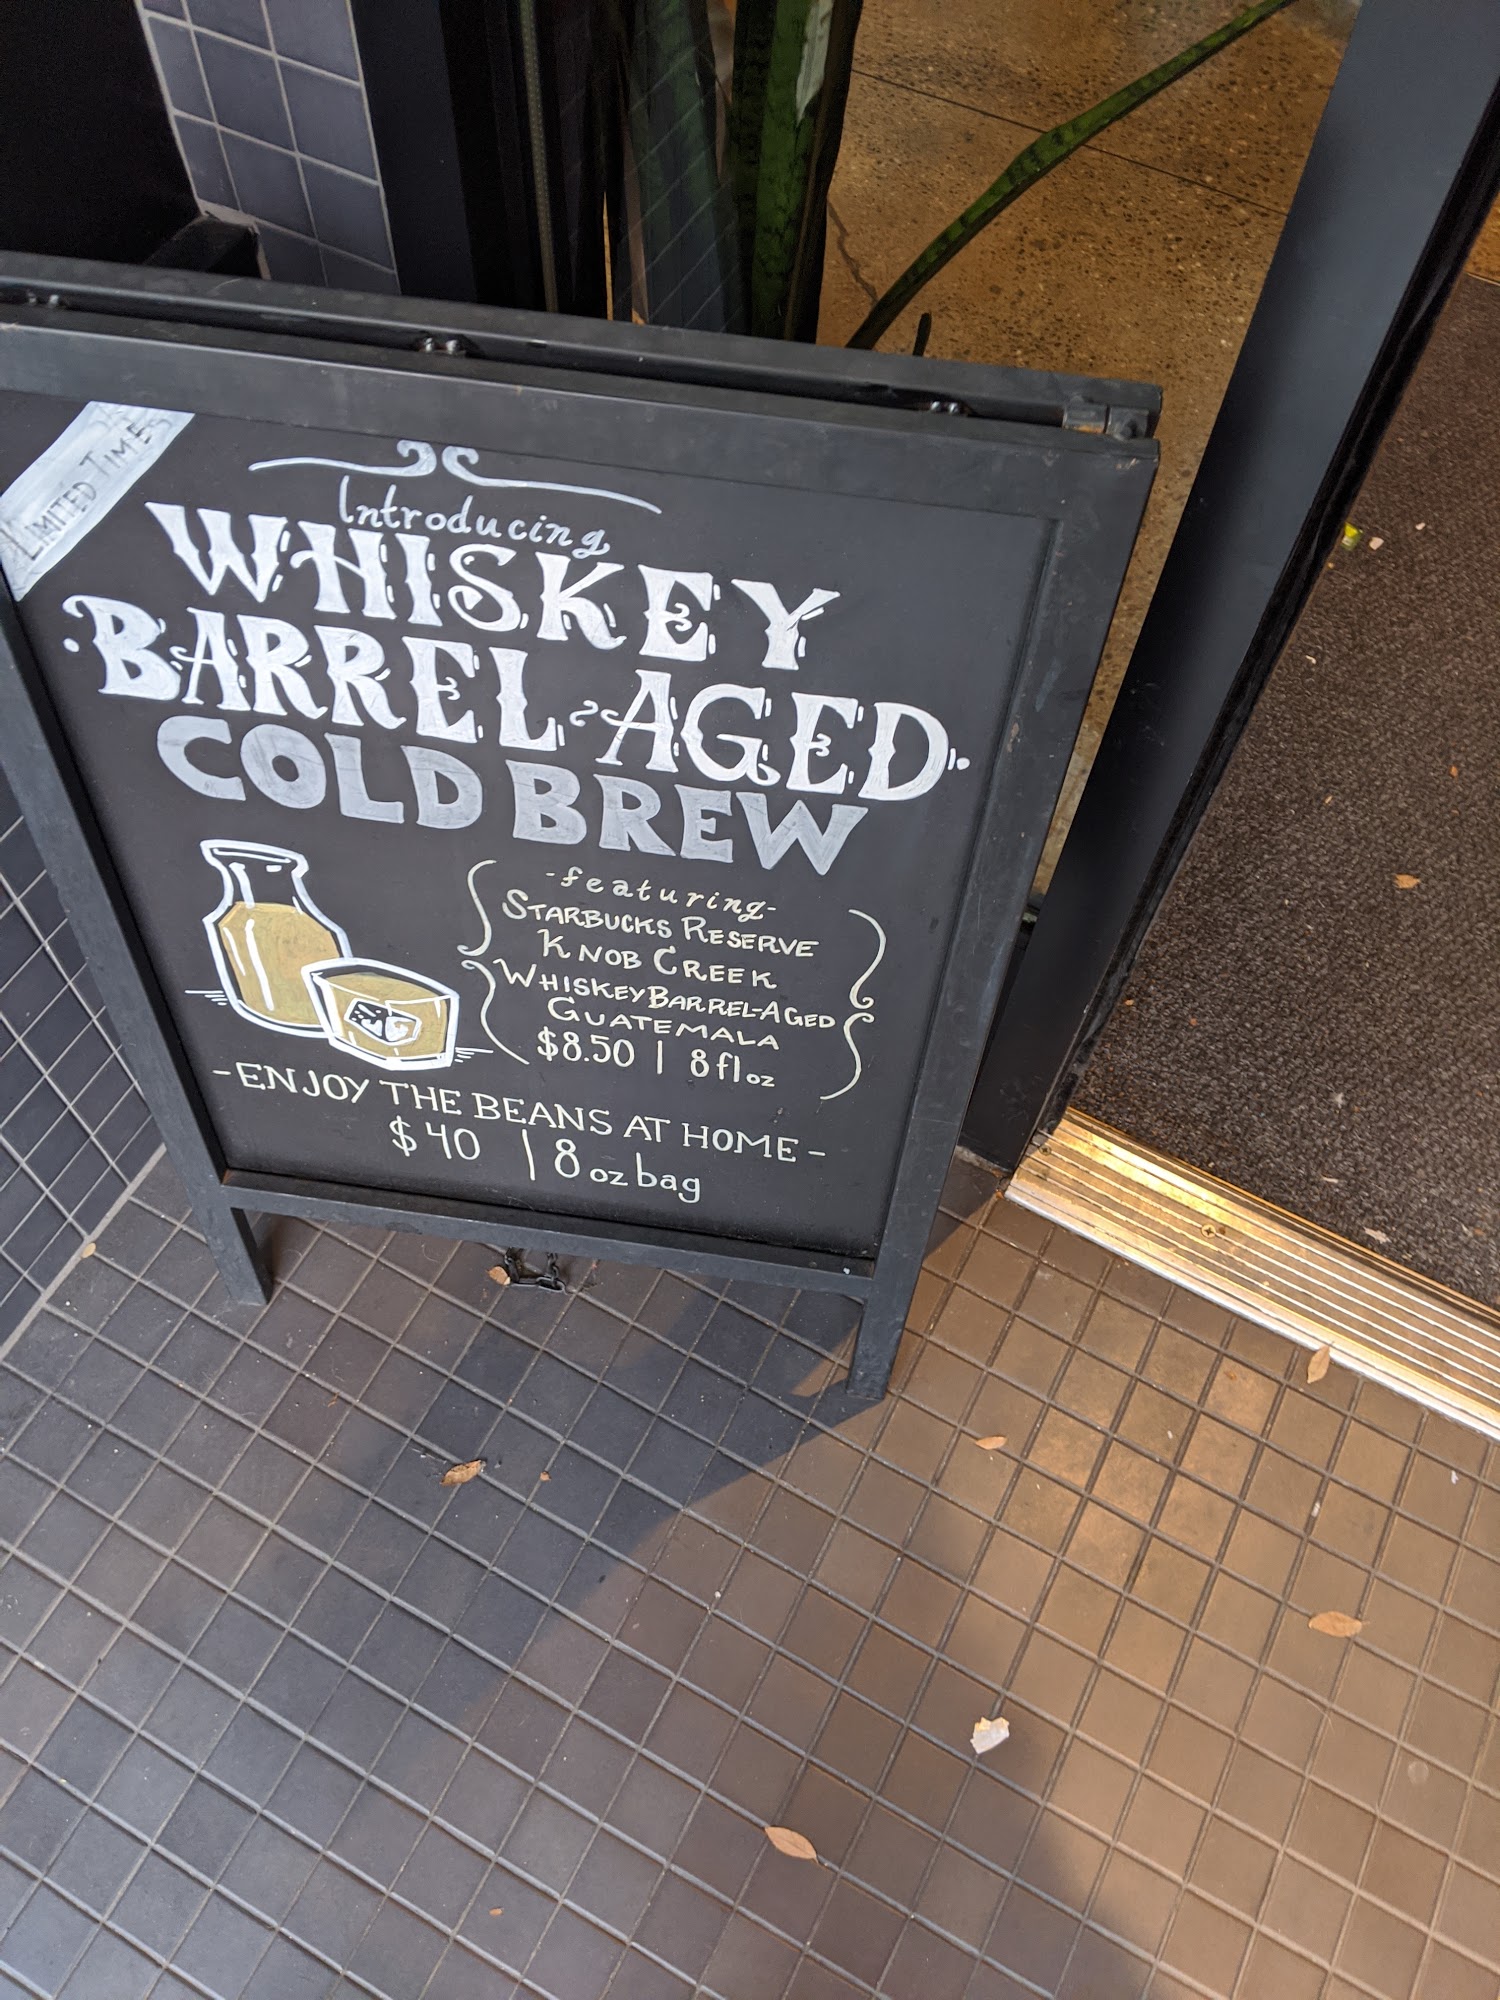 LIMITED TIME
Introducing
WHISKEY
BARREL-AGED
COLD BREW
-featuring-
STARBUCKS RESERVE
KNOB CREEK
WHISKEY BARREL-AGED
GUATEMALA
$8.50 | 8 fl oz
-ENJOY THE BEANS AT HOME-
$40 | 8 oz bag